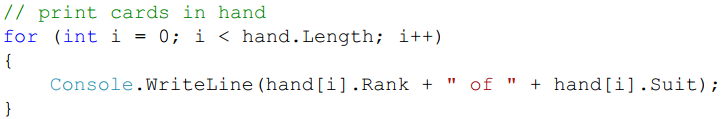 // print cards in hand
for (int i = 0; i < hand.Length; i++)
{
    Console.WriteLine(hand[i].Rank + " of " + hand[i].Suit);
}